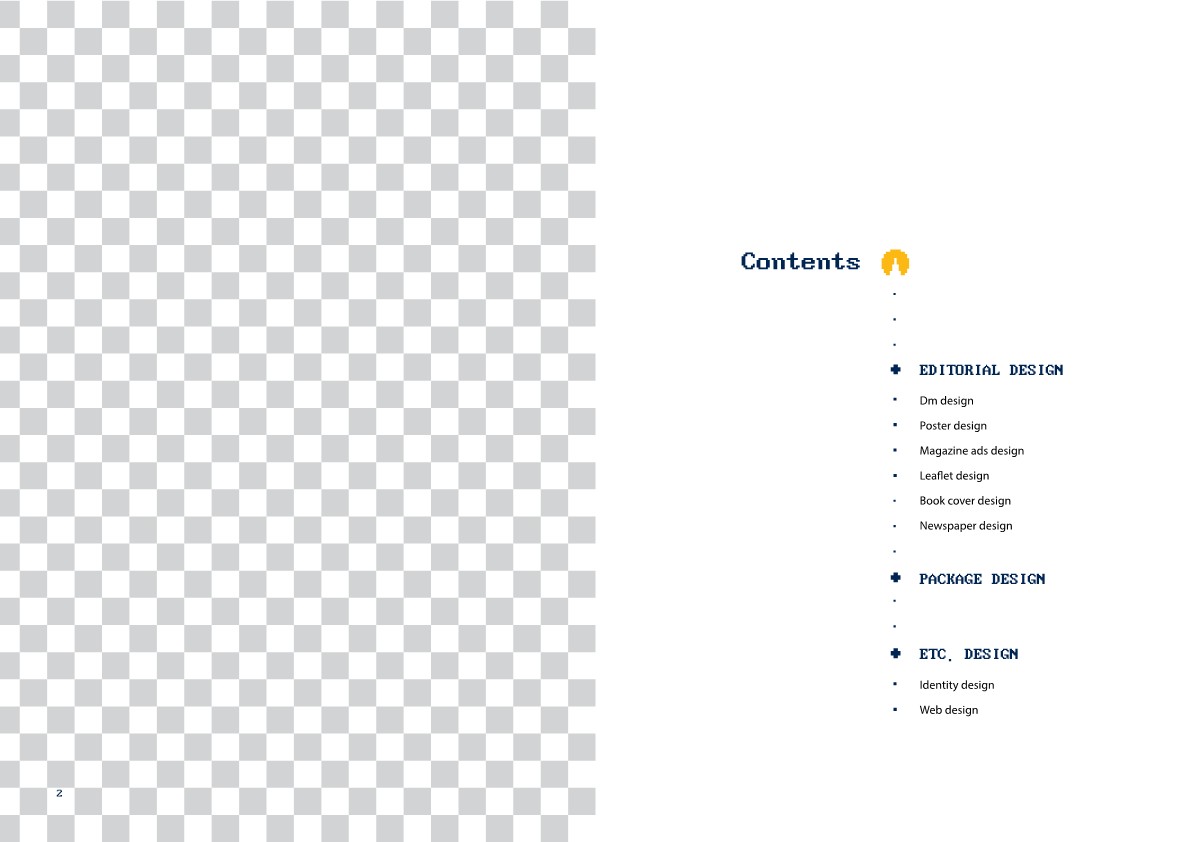 Contents
EDITORIAL DESIGN
Dm design
Poster design
Magazine ads design
Leaflet design
Book cover design
Newspaper design
PACKAGE DESIGN
ETC. DESIGN
Identity design
Web design
2